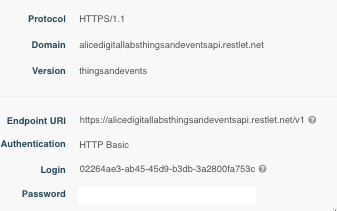 Protocol HTTPS/1.1
Domain alicedigitallabsthingsandeventsapi.restlet.net
Version thingsandevents
Endpoint URI https://alicedigitallabsthingsandeventsapi.restlet.net/v1 ?
Authentication HTTP Basic
Login 02264ae3-ab45-45d9-b3db-3a2800fa753c ?
Password